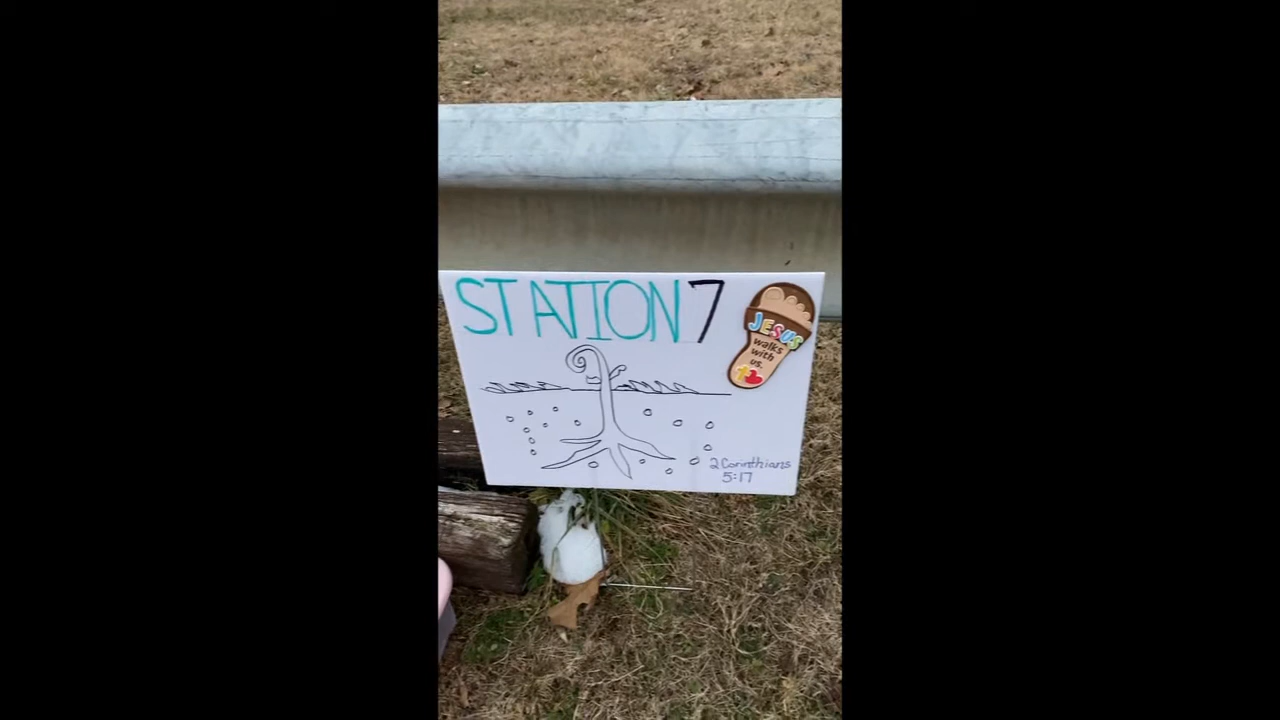 STATION 7
JESUS
walks
with
us.
2 Corinthians
5:17